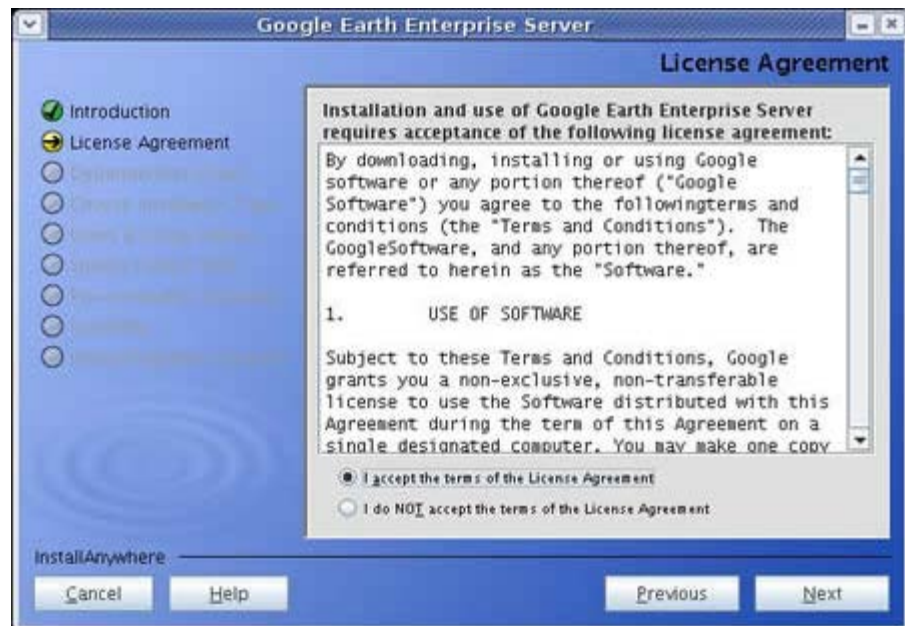 Google Earth Enterprise Server
License Agreement
Introduction
License Agreement
Installation and use of Google Earth Enterprise Server
requires acceptance of the following license agreement:
By downloading, installing or using Google
software or any portion thereof ("Google
Software") you agree to the followingterms and
conditions (the "Terms and Conditions"). The
GoogleSoftware, and any portion thereof, are
referred to herein as the "Software."
1. USE OF SOFTWARE
Subject to these Terms and Conditions, Google
grants you a non-exclusive, non-transferable
license to use the Software distributed with this
Agreement during the term of this Agreement on a
single designated computer. You may make one copy
I accept the terms of the License Agreement
I do NOT accept the terms of the License Agreement
InstallAnywhere
Cancel
Help
Previous
Next